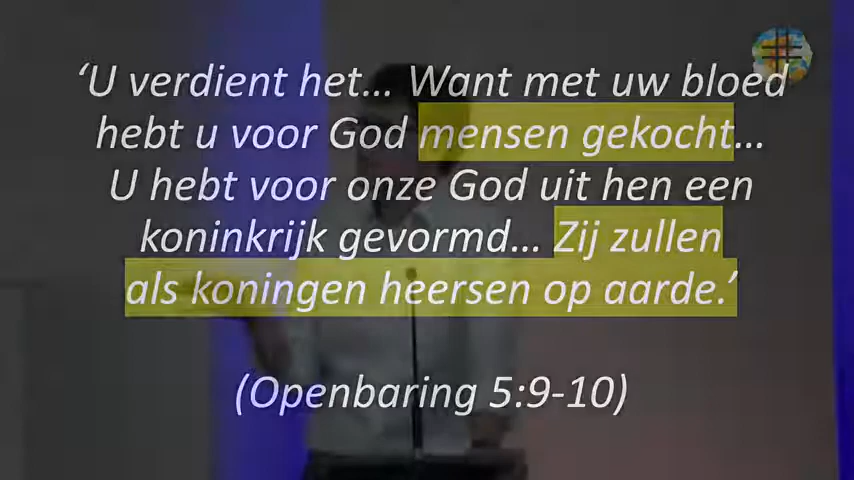 ‘U verdient het... Want met uw bloed
hebt u voor God mensen gekocht...
U hebt voor onze God uit hen een
koninkrijk gevormd... Zij zullen
als koningen heersen op aarde.’
(Openbaring 5:9-10)